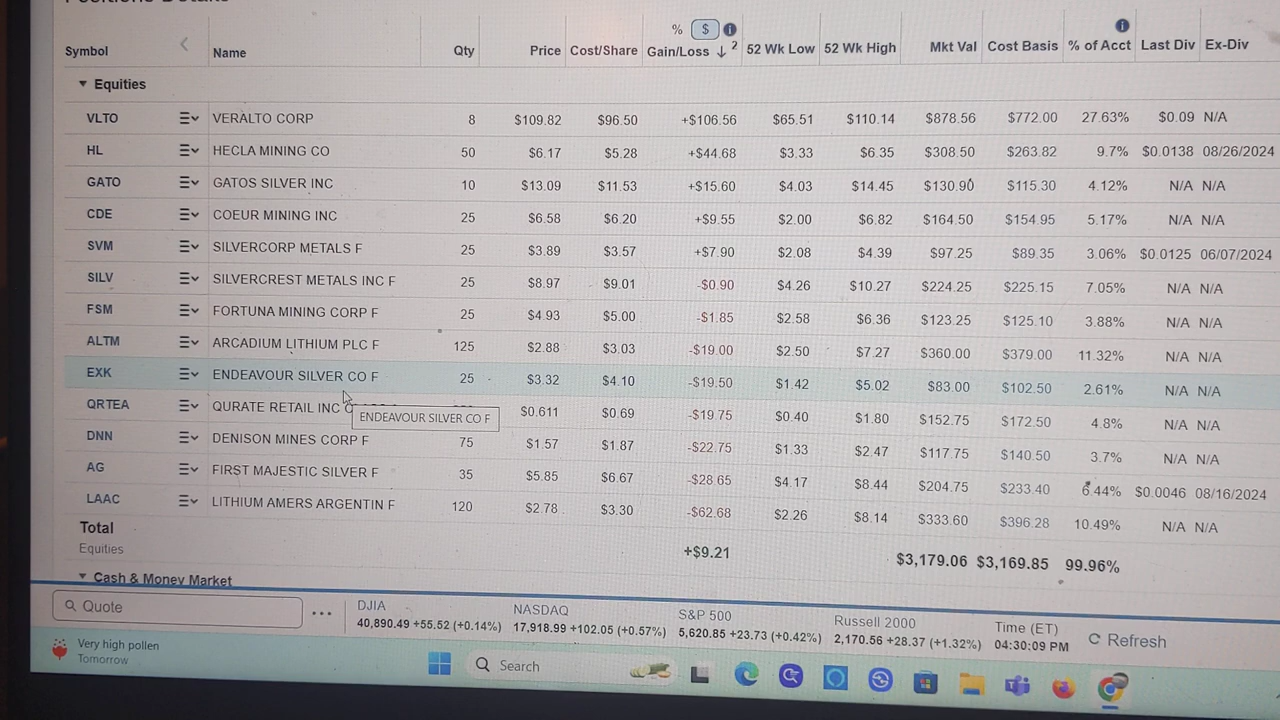 % $ i
Symbol Name Qty Price Cost/Share Gain/Loss ↓ 2 52 Wk Low 52 Wk High Mkt Val Cost Basis % of Acct Last Div Ex-Div
Equities
VLTO VERALTO CORP 8 $109.82 $96.50 +$106.56 $65.51 $110.14 $878.56 $772.00 27.63% $0.09 N/A
HL HECLA MINING CO 50 $6.17 $5.28 +$44.68 $3.33 $6.35 $308.50 $263.82 9.7% $0.0138 08/26/2024
GATO GATOS SILVER INC 10 $13.09 $11.53 +$15.60 $4.03 $14.45 $130.90 $115.30 4.12% N/A N/A
CDE COEUR MINING INC 25 $6.58 $6.20 +$9.55 $2.00 $6.82 $164.50 $154.95 5.17% N/A N/A
SVM SILVERCORP METALS F 25 $3.89 $3.57 +$7.90 $2.08 $4.39 $97.25 $89.35 3.06% $0.0125 06/07/2024
SILV SILVERCREST METALS INC F 25 $8.97 $9.01 -$0.90 $4.26 $10.27 $224.25 $225.15 7.05% N/A N/A
FSM FORTUNA MINING CORP F 25 $4.93 $5.00 -$1.85 $2.58 $6.36 $123.25 $125.10 3.88% N/A N/A
ALTM ARCADIUM LITHIUM PLC F 125 $2.88 $3.03 -$19.00 $2.50 $7.27 $360.00 $379.00 11.32% N/A N/A
EXK ENDEAVOUR SILVER CO F 25 $3.32 $4.10 -$19.50 $1.42 $5.02 $83.00 $102.50 2.61% N/A N/A
QRTEA QURATE RETAIL INC $0.611 $0.69 -$19.75 $0.40 $1.80 $152.75 $172.50 4.8% N/A N/A
ENDEAVOUR SILVER CO F
DNN DENISON MINES CORP F 75 $1.57 $1.87 -$22.75 $1.33 $2.47 $117.75 $140.50 3.7% N/A N/A
AG FIRST MAJESTIC SILVER F 35 $5.85 $6.67 -$28.65 $4.17 $8.44 $204.75 $233.40 6.44% $0.0046 08/16/2024
LAAC LITHIUM AMERS ARGENTIN F 120 $2.78 $3.30 -$62.68 $2.26 $8.14 $333.60 $396.28 10.49% N/A N/A
Total
Equities +$9.21 $3,179.06 $3,169.85 99.96%
Cash & Money Market
Quote
DJIA NASDAQ S&P 500 Russell 2000 Time (ET)
40,890.49 +55.52 (+0.14%) 17,918.99 +102.05 (+0.57%) 5,620.85 +23.73 (+0.42%) 2,170.56 +28.37 (+1.32%) 04:30:09 PM Refresh
Very high pollen
Tomorrow
Search